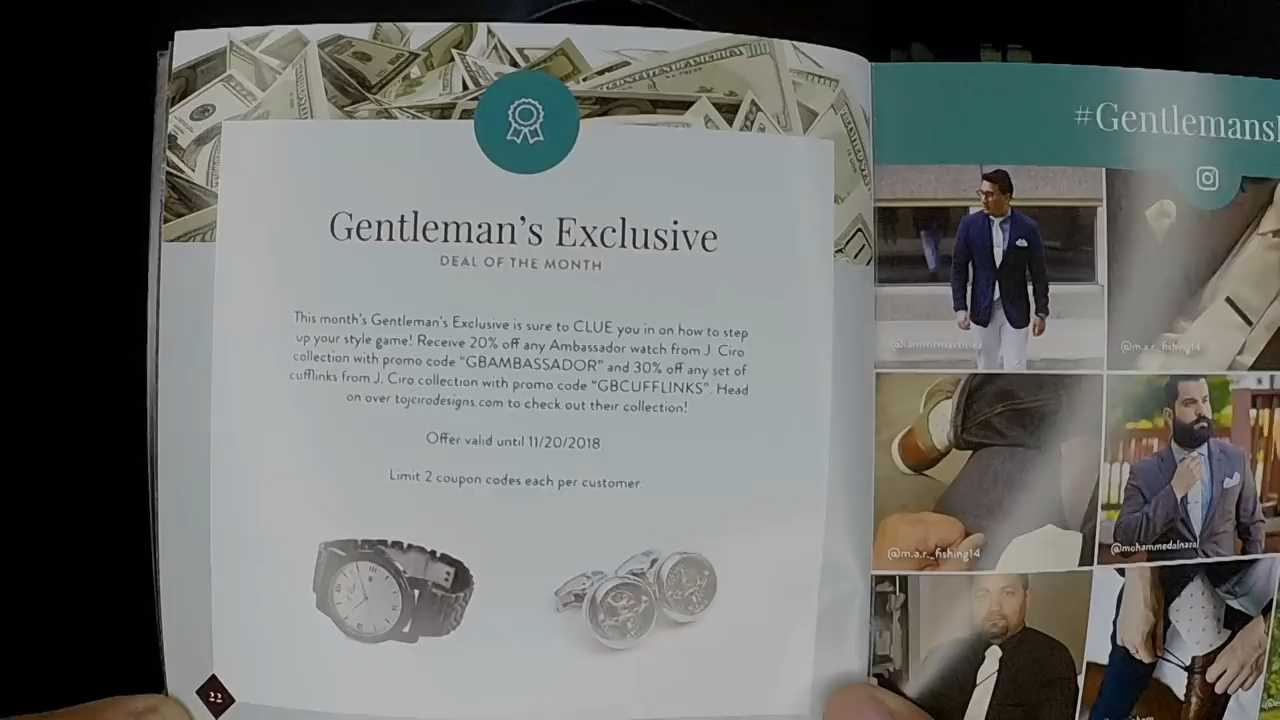 Gentleman's Exclusive
DEAL OF THE MONTH
This month's Gentleman's Exclusive is sure to CLUE you in on how to step
up your style game! Receive 20% off any Ambassador watch from J. Ciro
collection with promo code "GBAMBASSADOR" and 30% off any set of
cufflinks from J. Ciro collection with promo code "GBCUFFLINKS". Head
on over tojcirodesigns.com to check out their collection!
Offer valid until 11/20/2018.
Limit 2 coupon codes each per customer.
22
#Gentlemans
@iammrmartinez
@m.a.r._fishing14
@m.a.r._fishing14